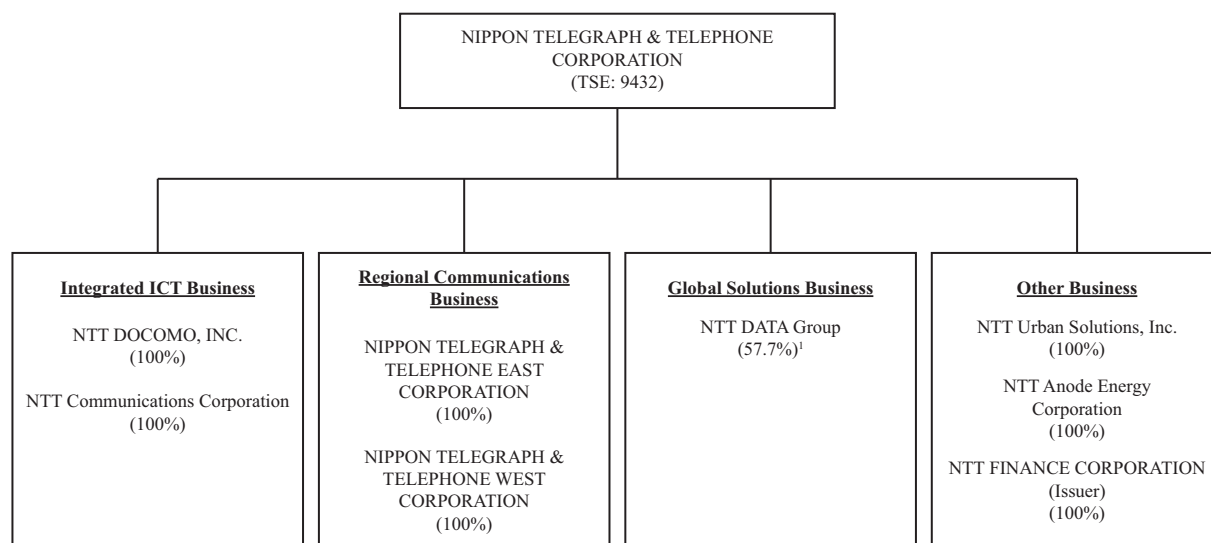 NIPPON TELEGRAPH & TELEPHONE
CORPORATION
(TSE: 9432)
Integrated ICT Business
NTT DOCOMO, INC.
(100%)
NTT Communications Corporation
(100%)
Regional Communications
Business
NIPPON TELEGRAPH &
TELEPHONE EAST
CORPORATION
(100%)
NIPPON TELEGRAPH &
TELEPHONE WEST
CORPORATION
(100%)
Global Solutions Business
NTT DATA Group
(57.7%)¹
Other Business
NTT Urban Solutions, Inc.
(100%)
NTT Anode Energy
Corporation
(100%)
NTT FINANCE CORPORATION
(Issuer)
(100%)